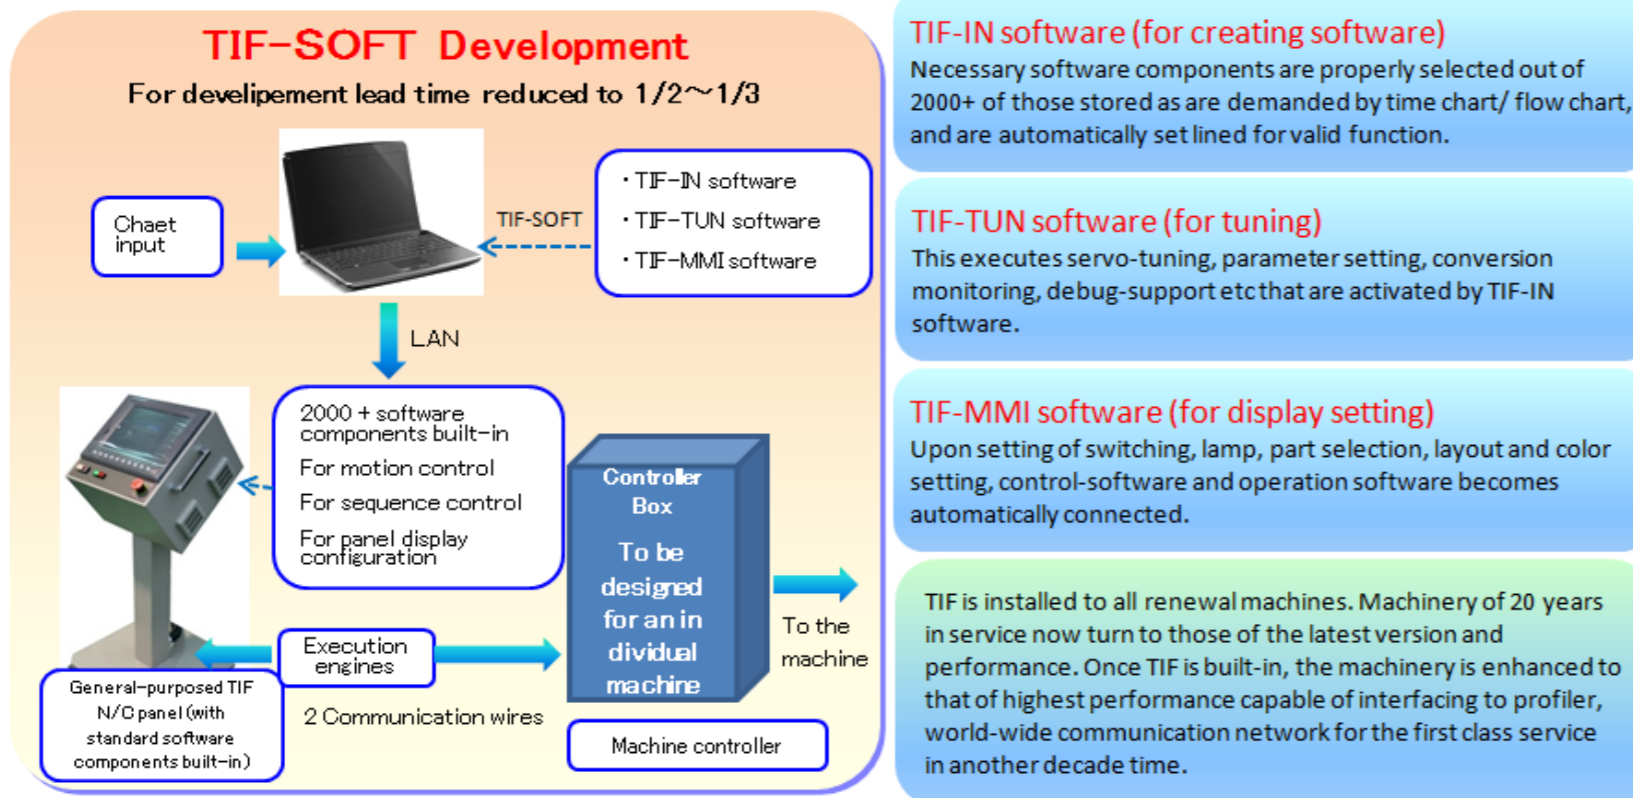 TIF-SOFT Development
For develipement lead time reduced to 1/2～1/3
Chaet
input
TIF-SOFT
・TIF-IN software
・TIF-TUN software
・TIF-MMI software
LAN
2000 + software
components built-in
For motion control
For sequence control
For panel display
configuration
Controller
Box
To be
designed
for an in
dividual
machine
To the
machine
Execution
engines
2 Communication wires
General-purposed TIF
N/C panel (with
standard software
components built-in)
Machine controller
TIF-IN software (for creating software)
Necessary software components are properly selected out of
2000+ of those stored as are demanded by time chart/ flow chart,
and are automatically set lined for valid function.
TIF-TUN software (for tuning)
This executes servo-tuning, parameter setting, conversion
monitoring, debug-support etc that are activated by TIF-IN
software.
TIF-MMI software (for display setting)
Upon setting of switching, lamp, part selection, layout and color
setting, control-software and operation software becomes
automatically connected.
TIF is installed to all renewal machines. Machinery of 20 years
in service now turn to those of the latest version and
performance. Once TIF is built-in, the machinery is enhanced to
that of highest performance capable of interfacing to profiler,
world-wide communication network for the first class service
in another decade time.